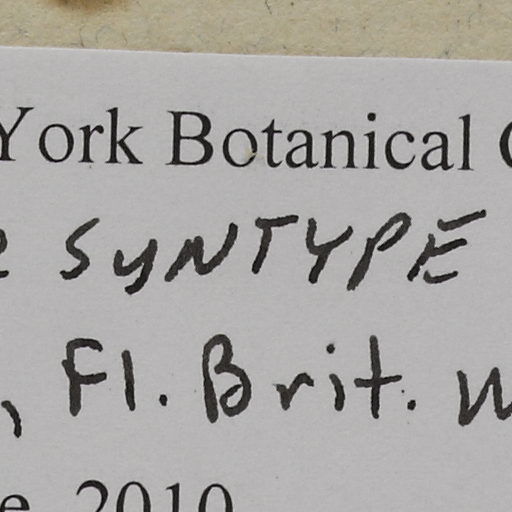 York Botanical
SYNTYPE
, Fl. Brit. W
2010